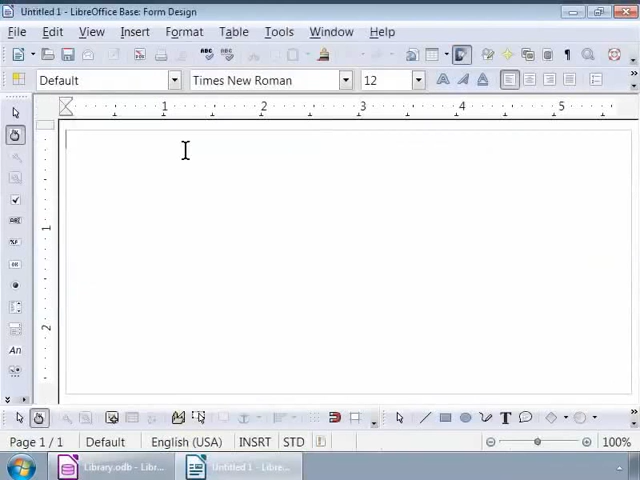 Untitled 1 - LibreOffice Base: Form Design
File Edit View Insert Format Table Tools Window Help
Default Times New Roman 12
1 2 3 4 5
1
2
Page 1 / 1 Default English (USA) INSRT STD 100%
Library.odb - Libr... Untitled 1 - Libre...